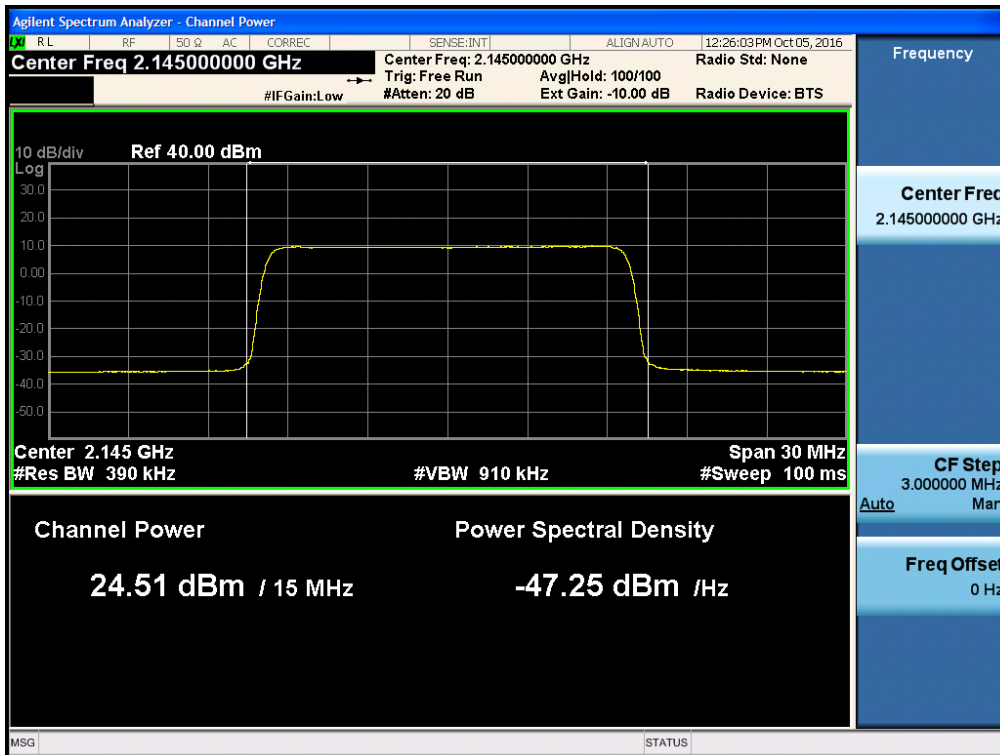 Agilent Spectrum Analyzer - Channel Power
LXI RL RF 50 Ω AC CORREC SENSE:INT ALIGN AUTO 12:26:03 PM Oct 05, 2016
Center Freq 2.145000000 GHz
Center Freq: 2.145000000 GHz Radio Std: None
Trig: Free Run Avg|Hold: 100/100
#IFGain:Low #Atten: 20 dB Ext Gain: -10.00 dB Radio Device: BTS
10 dB/div Ref 40.00 dBm
Log
30.0
20.0
10.0
0.00
-10.0
-20.0
-30.0
-40.0
-50.0
Center 2.145 GHz Span 30 MHz
#Res BW 390 kHz #VBW 910 kHz #Sweep 100 ms
Channel Power Power Spectral Density
24.51 dBm / 15 MHz -47.25 dBm /Hz
MSG STATUS
Frequency
Center Freq
2.145000000 GHz
CF Step
3.000000 MHz
Auto Man
Freq Offset
0 Hz